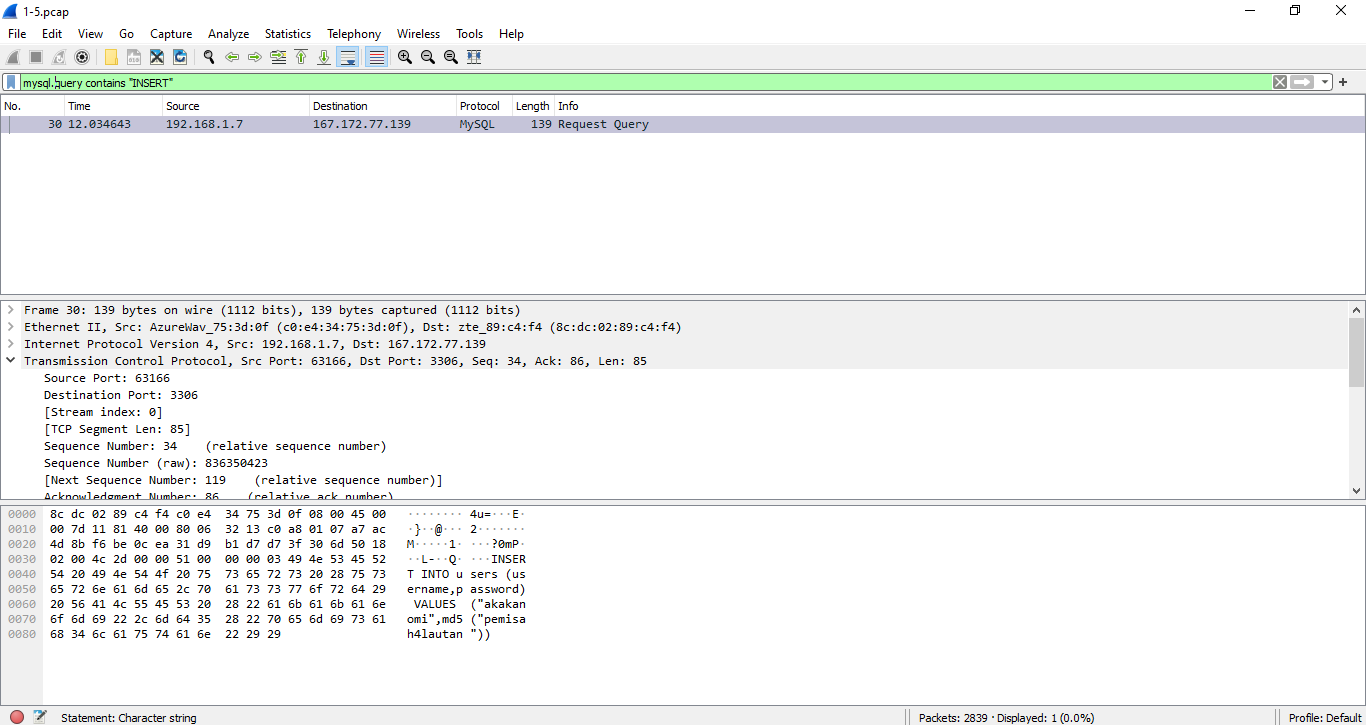 1-5.pcap
File Edit View Go Capture Analyze Statistics Telephony Wireless Tools Help
mysql.query contains "INSERT"
No. Time Source Destination Protocol Length Info
30 12.034643 192.168.1.7 167.172.77.139 MySQL 139 Request Query
Frame 30: 139 bytes on wire (1112 bits), 139 bytes captured (1112 bits)
Ethernet II, Src: AzureWav_75:3d:0f (c0:e4:34:75:3d:0f), Dst: zte_89:c4:f4 (8c:dc:02:89:c4:f4)
Internet Protocol Version 4, Src: 192.168.1.7, Dst: 167.172.77.139
Transmission Control Protocol, Src Port: 63166, Dst Port: 3306, Seq: 34, Ack: 86, Len: 85
Source Port: 63166
Destination Port: 3306
[Stream index: 0]
[TCP Segment Len: 85]
Sequence Number: 34 (relative sequence number)
Sequence Number (raw): 836350423
[Next Sequence Number: 119 (relative sequence number)]
Acknowledgment Number: 86 (relative ack number)
0000 8c dc 02 89 c4 f4 c0 e4 34 75 3d 0f 08 00 45 00 ········ 4u=···E·
0010 00 7d 11 81 40 00 80 06 32 13 c0 a8 01 07 a7 ac ·}··@··· 2·······
0020 4d 8b f6 be 0c ea 31 d9 b1 d7 d7 3f 30 6d 50 18 M·····1· ···?0mP·
0030 02 00 4c 2d 00 00 51 00 00 00 03 49 4e 53 45 52 ··L-··Q· ···INSER
0040 54 20 49 4e 54 4f 20 75 73 65 72 73 20 28 75 73 T INTO u sers (us
0050 65 72 6e 61 6d 65 2c 70 61 73 73 77 6f 72 64 29 ername,p assword)
0060 20 56 41 4c 55 45 53 20 28 22 61 6b 61 6b 61 6e VALUES ("akakan
0070 6f 6d 69 22 2c 6d 64 35 28 22 70 65 6d 69 73 61 omi",md5 ("pemisa
0080 68 34 6c 61 75 74 61 6e 22 29 29 h4lautan "))
Statement: Character string Packets: 2839 · Displayed: 1 (0.0%) Profile: Default